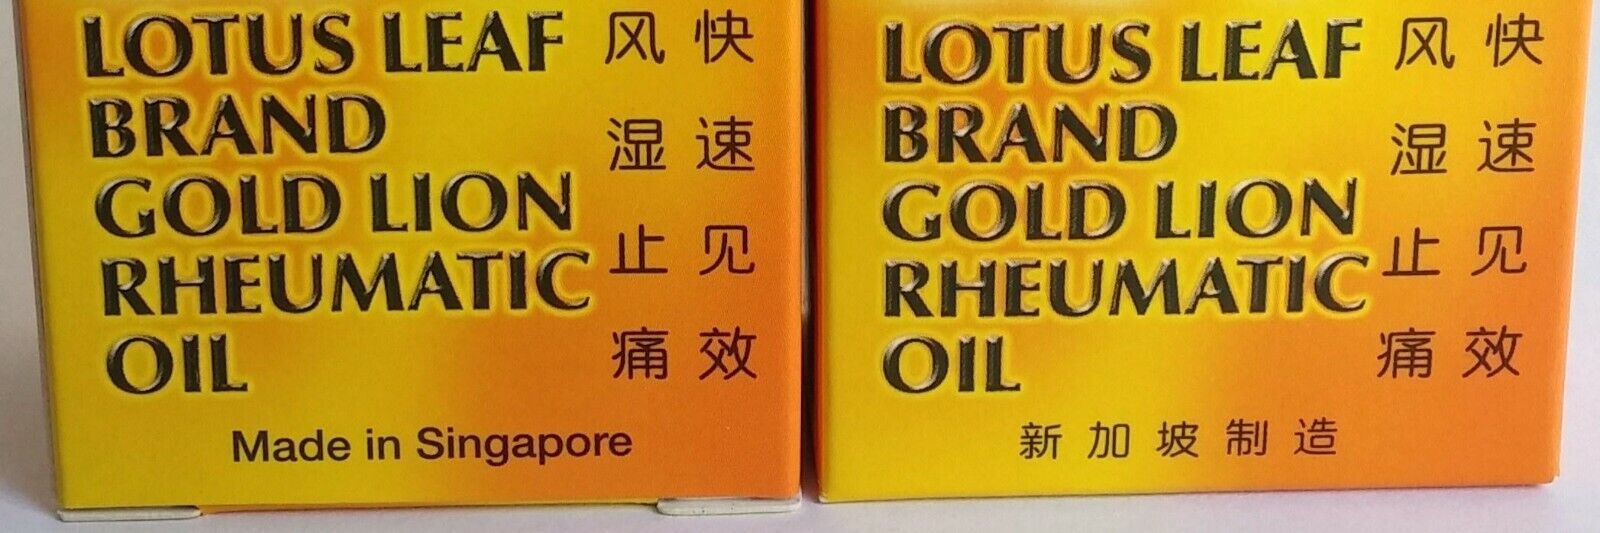 LOTUS LEAF
BRAND
GOLD LION
RHEUMATIC
OIL
快速见效
风湿止痛
Made in Singapore
LOTUS LEAF
BRAND
GOLD LION
RHEUMATIC
OIL
快速见效
风湿止痛
新加坡制造